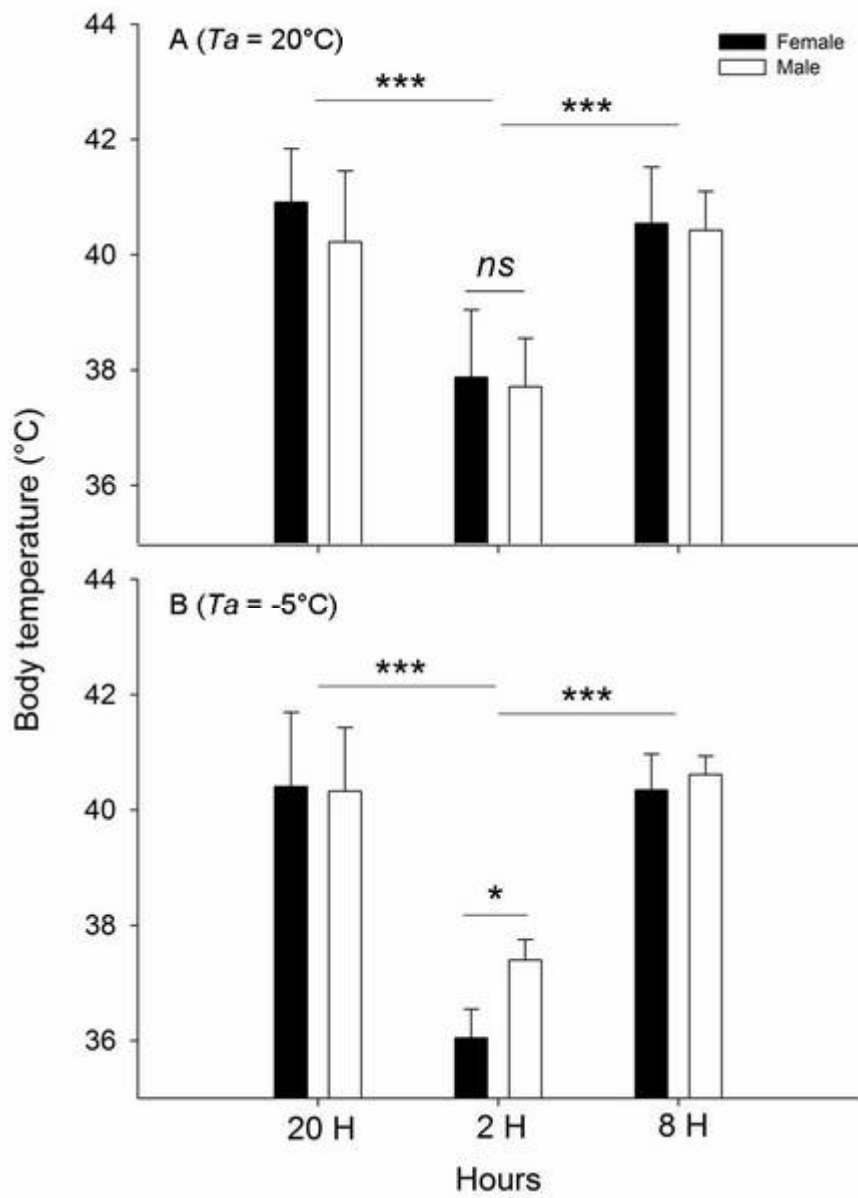 44
A (Ta = 20°C)
Female
Male
***
***
42
40
ns
38
36
Body temperature (°C)
44
B (Ta = -5°C)
***
***
42
40
*
38
36
20 H 2 H 8 H
Hours